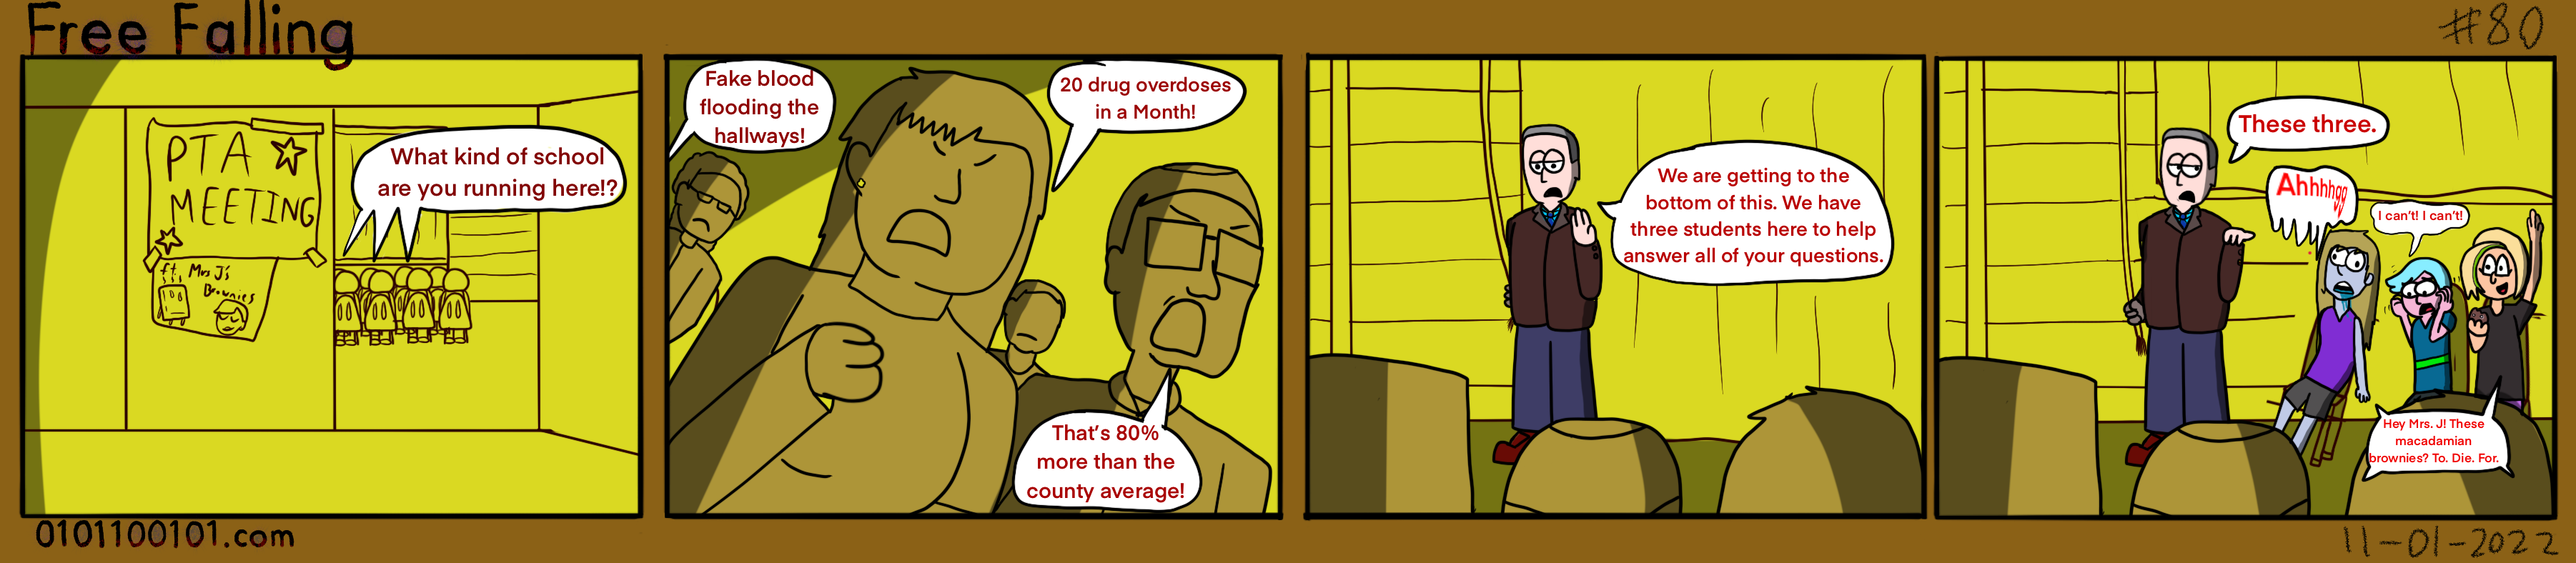 Free Falling
#80
PTA
MEETING
ft. Mrs J's
Brownies
What kind of school
are you running here!?
Fake blood
flooding the
hallways!
20 drug overdoses
in a Month!
That's 80%
more than the
county average!
We are getting to the
bottom of this. We have
three students here to help
answer all of your questions.
These three.
Ahhhhgg
I can't! I can't!
Hey Mrs. J! These
macadamian
brownies? To. Die. For.
0101100101.com
11-01-2022